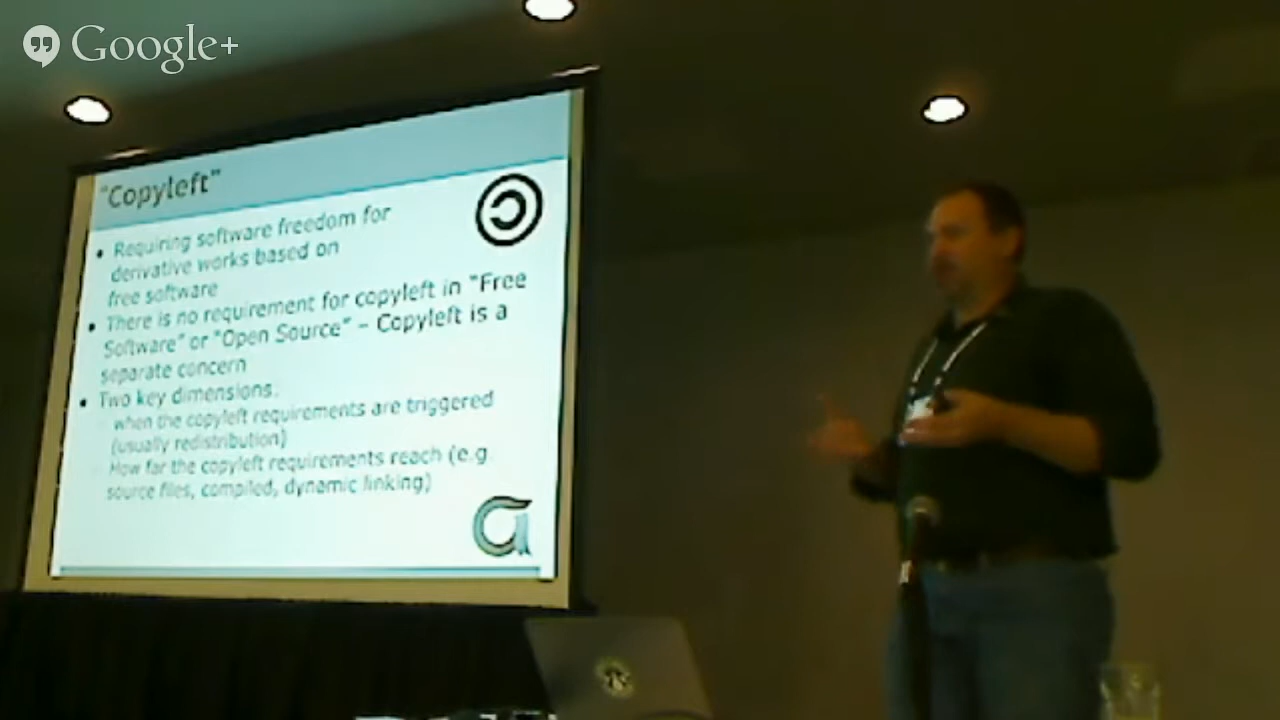 Google+
"Copyleft"
• Requiring software freedom for
derivative works based on
free software
• There is no requirement for copyleft in "Free
Software" or "Open Source" – Copyleft is a
separate concern
• Two key dimensions.
when the copyleft requirements are triggered
(usually redistribution)
How far the copyleft requirements reach (e.g.
source files, compiled, dynamic linking)